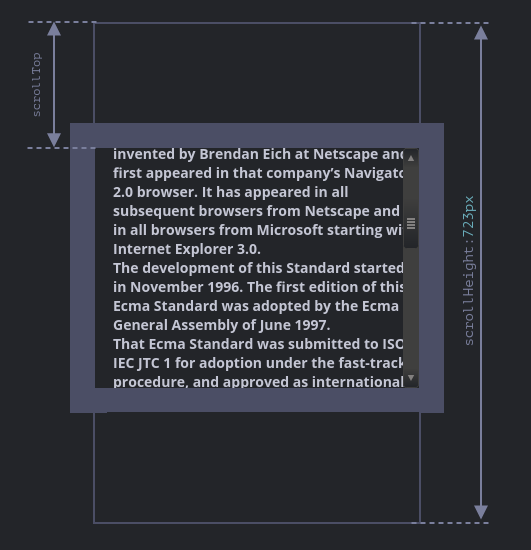 scrollTop
invented by Brendan Eich at Netscape and
first appeared in that company's Navigato
2.0 browser. It has appeared in all
subsequent browsers from Netscape and
in all browsers from Microsoft starting wi
Internet Explorer 3.0.
The development of this Standard started
in November 1996. The first edition of this
Ecma Standard was adopted by the Ecma
General Assembly of June 1997.
That Ecma Standard was submitted to ISO
IEC JTC 1 for adoption under the fast-track
procedure, and approved as international
scrollHeight:723px